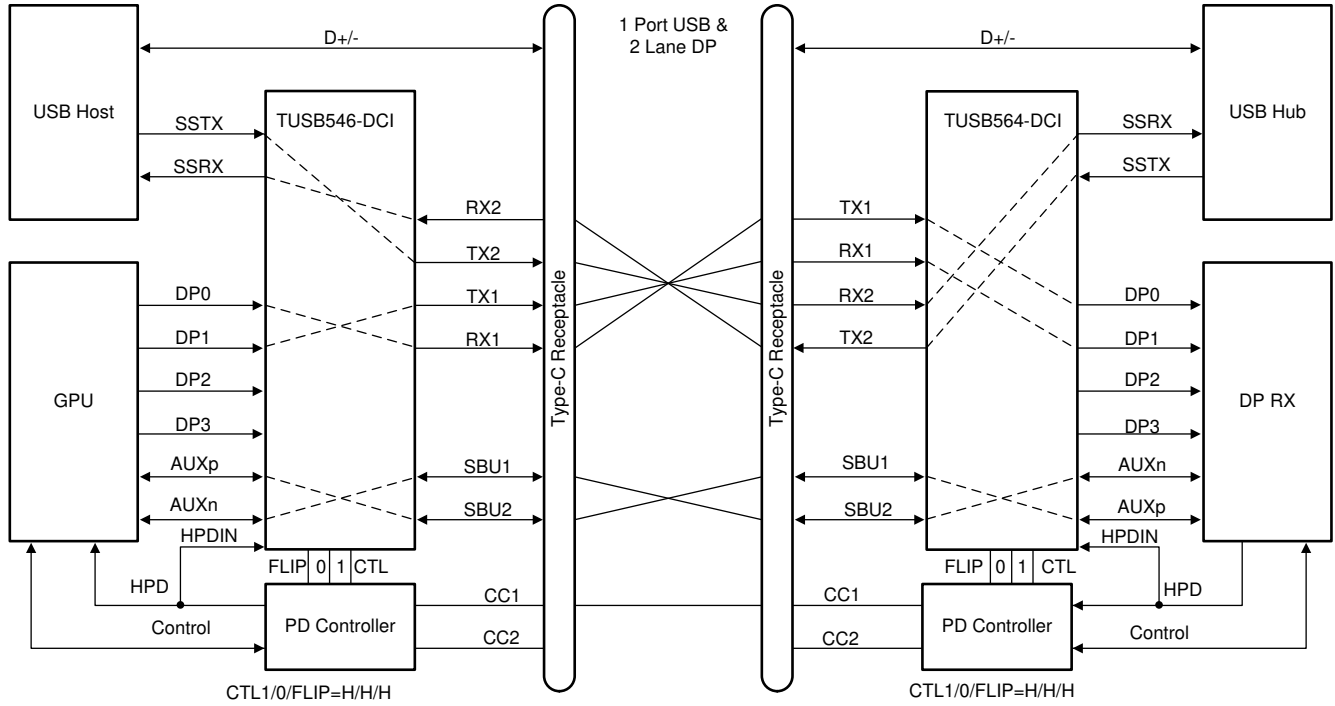 1 Port USB &
2 Lane DP
D+/-
D+/-
USB Host
TUSB546-DCI
SSTX
SSRX
RX2
TX2
TX1
RX1
GPU
DP0
DP1
DP2
DP3
AUXp
AUXn
SBU1
SBU2
HPDIN
FLIP
0
1
CTL
HPD
Control
PD Controller
CC1
CC2
CTL1/0/FLIP=H/H/H
Type-C Receptacle
Type-C Receptacle
USB Hub
TUSB564-DCI
SSRX
SSTX
TX1
RX1
RX2
TX2
DP RX
DP0
DP1
DP2
DP3
SBU1
SBU2
AUXn
AUXp
HPDIN
FLIP
0
1
CTL
HPD
Control
PD Controller
CC1
CC2
CTL1/0/FLIP=H/H/H